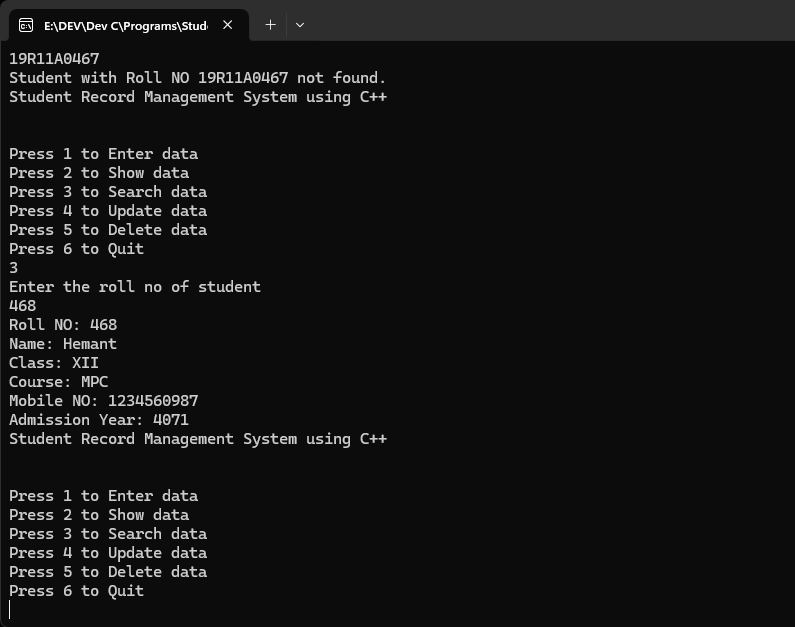 E:\DEV\Dev C\Programs\Stud
19R11A0467
Student with Roll NO 19R11A0467 not found.
Student Record Management System using C++
Press 1 to Enter data
Press 2 to Show data
Press 3 to Search data
Press 4 to Update data
Press 5 to Delete data
Press 6 to Quit
3
Enter the roll no of student
468
Roll NO: 468
Name: Hemant
Class: XII
Course: MPC
Mobile NO: 1234560987
Admission Year: 4071
Student Record Management System using C++
Press 1 to Enter data
Press 2 to Show data
Press 3 to Search data
Press 4 to Update data
Press 5 to Delete data
Press 6 to Quit